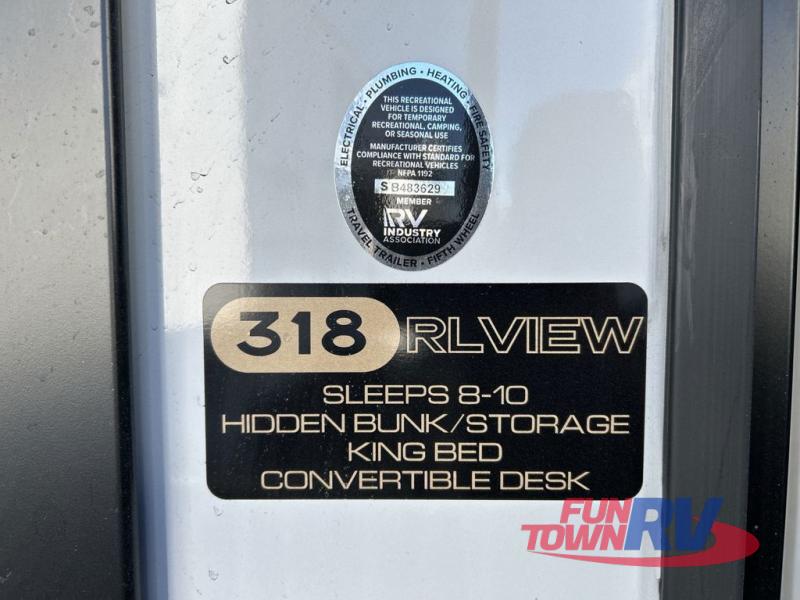 ELECTRICAL • PLUMBING • HEATING • FIRE SAFETY
THIS RECREATIONAL
VEHICLE IS DESIGNED
FOR TEMPORARY
RECREATIONAL, CAMPING,
OR SEASONAL USE
MANUFACTURER CERTIFIES
COMPLIANCE WITH STANDARD FOR
RECREATIONAL VEHICLES
NFPA 1192
S B483629
MEMBER
RV
INDUSTRY
ASSOCIATION
TRAVEL TRAILER • FIFTH WHEEL
318 RLVIEW
SLEEPS 8-10
HIDDEN BUNK/STORAGE
KING BED
CONVERTIBLE DESK
FUN
TOWN RV